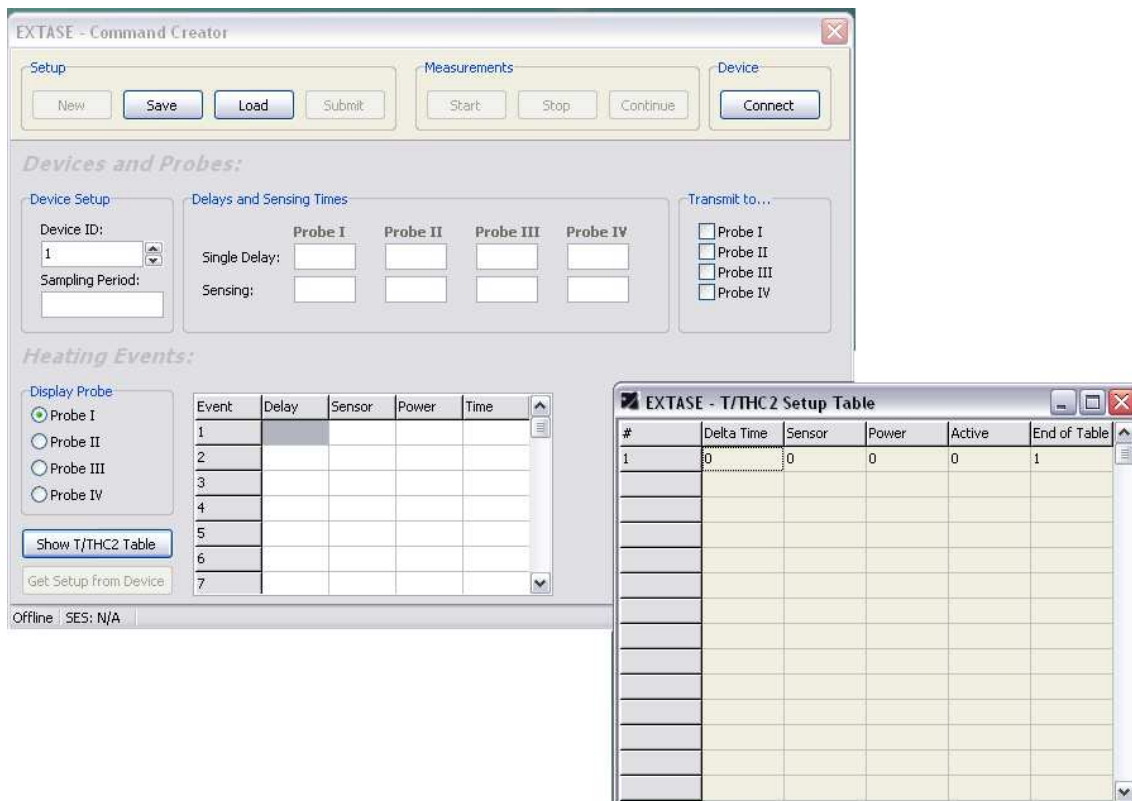 EXTASE - Command Creator
Setup
Measurements
Device
New
Save
Load
Submit
Start
Stop
Continue
Connect
Devices and Probes:
Device Setup
Device ID:
1
Sampling Period:
Delays and Sensing Times
Probe I Probe II Probe III Probe IV
Single Delay:
Sensing:
Transmit to...
Probe I
Probe II
Probe III
Probe IV
Heating Events:
Display Probe
Probe I
Probe II
Probe III
Probe IV
Show T/THC2 Table
Get Setup from Device
Event Delay Sensor Power Time
1
2
3
4
5
6
7
Offline SES: N/A
EXTASE - T/THC2 Setup Table
# Delta Time Sensor Power Active End of Table
1 0 0 0 0 1